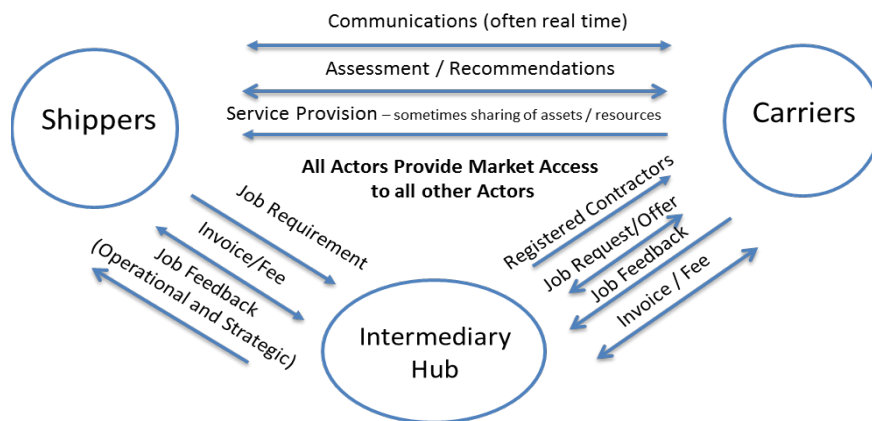 Communications (often real time)
Assessment / Recommendations
Service Provision – sometimes sharing of assets / resources
Shippers
Carriers
All Actors Provide Market Access
to all other Actors
Job Requirement
Invoice/Fee
Job Feedback
(Operational and Strategic)
Registered Contractors
Job Request/Offer
Job Feedback
Invoice / Fee
Intermediary
Hub